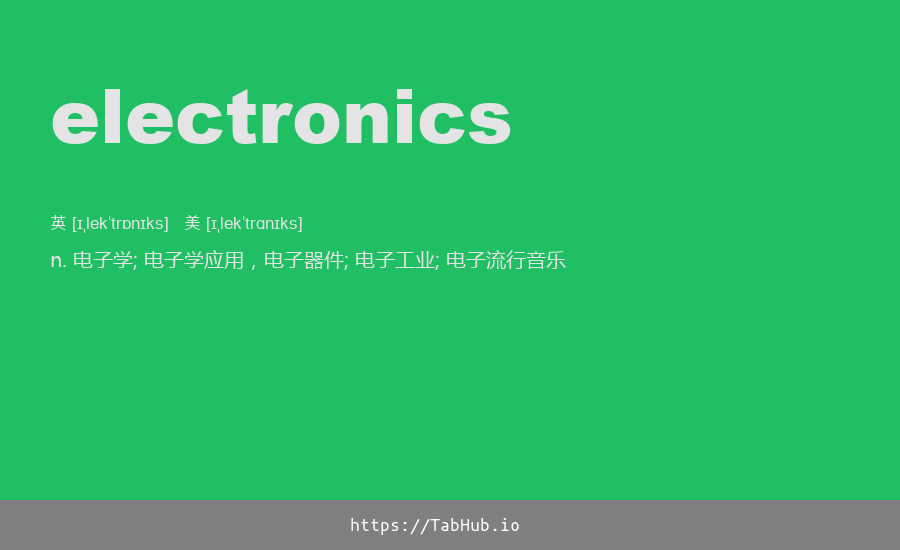 electronics
英 [ɪˌlekˈtrɒnɪks] 美 [ɪˌlekˈtrɑnɪks]
n. 电子学; 电子学应用，电子器件; 电子工业; 电子流行音乐
https://TabHub.io